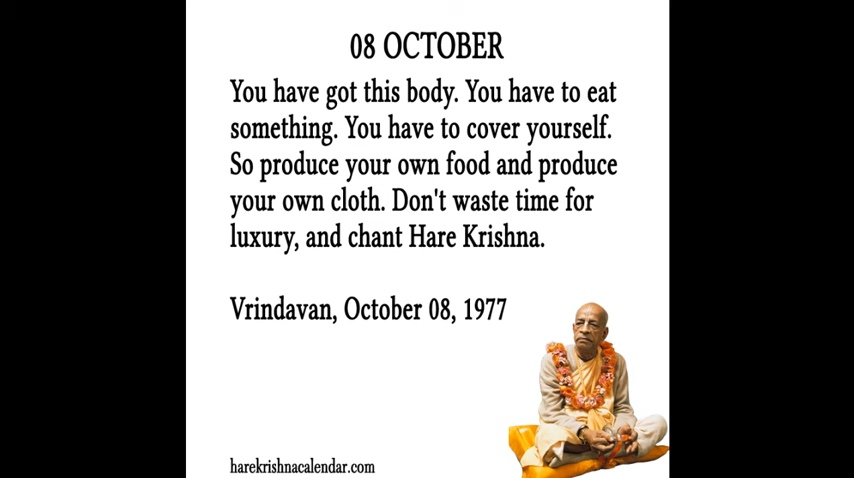 08 OCTOBER
You have got this body. You have to eat
something. You have to cover yourself.
So produce your own food and produce
your own cloth. Don't waste time for
luxury, and chant Hare Krishna.
Vrindavan, October 08, 1977
harekrishnacalendar.com